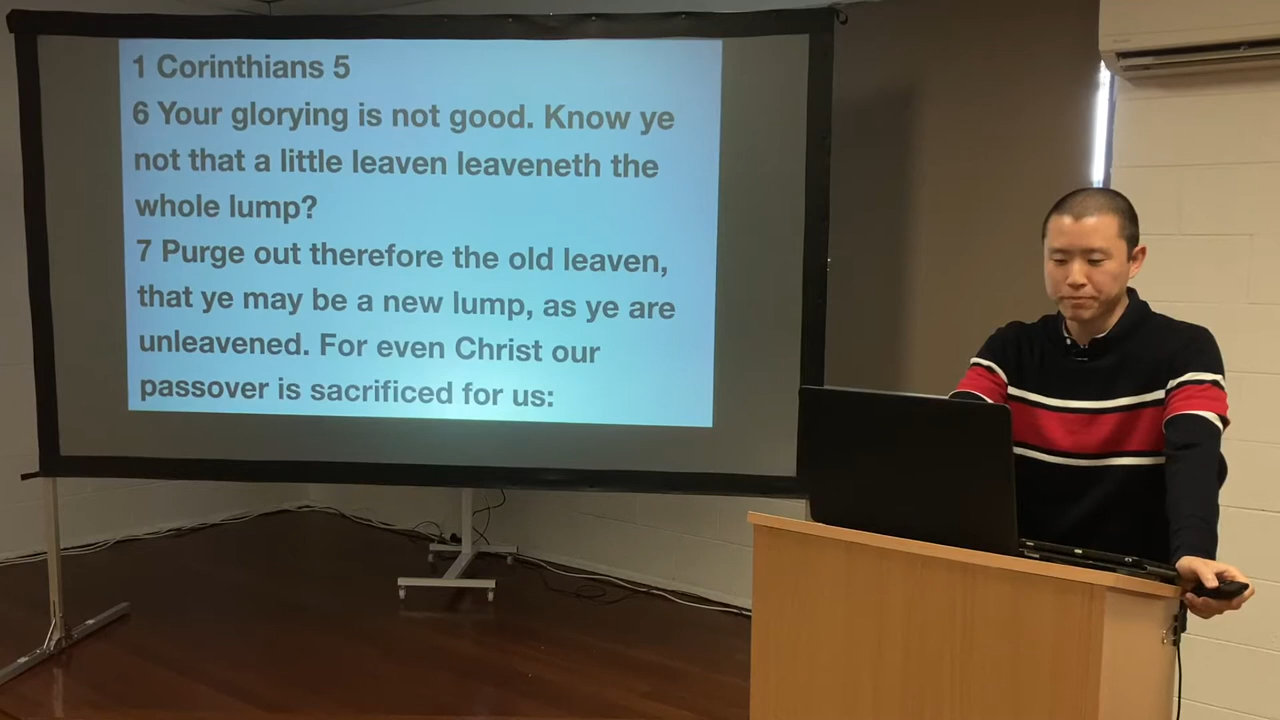 1 Corinthians 5
6 Your glorying is not good. Know ye
not that a little leaven leaveneth the
whole lump?
7 Purge out therefore the old leaven,
that ye may be a new lump, as ye are
unleavened. For even Christ our
passover is sacrificed for us: